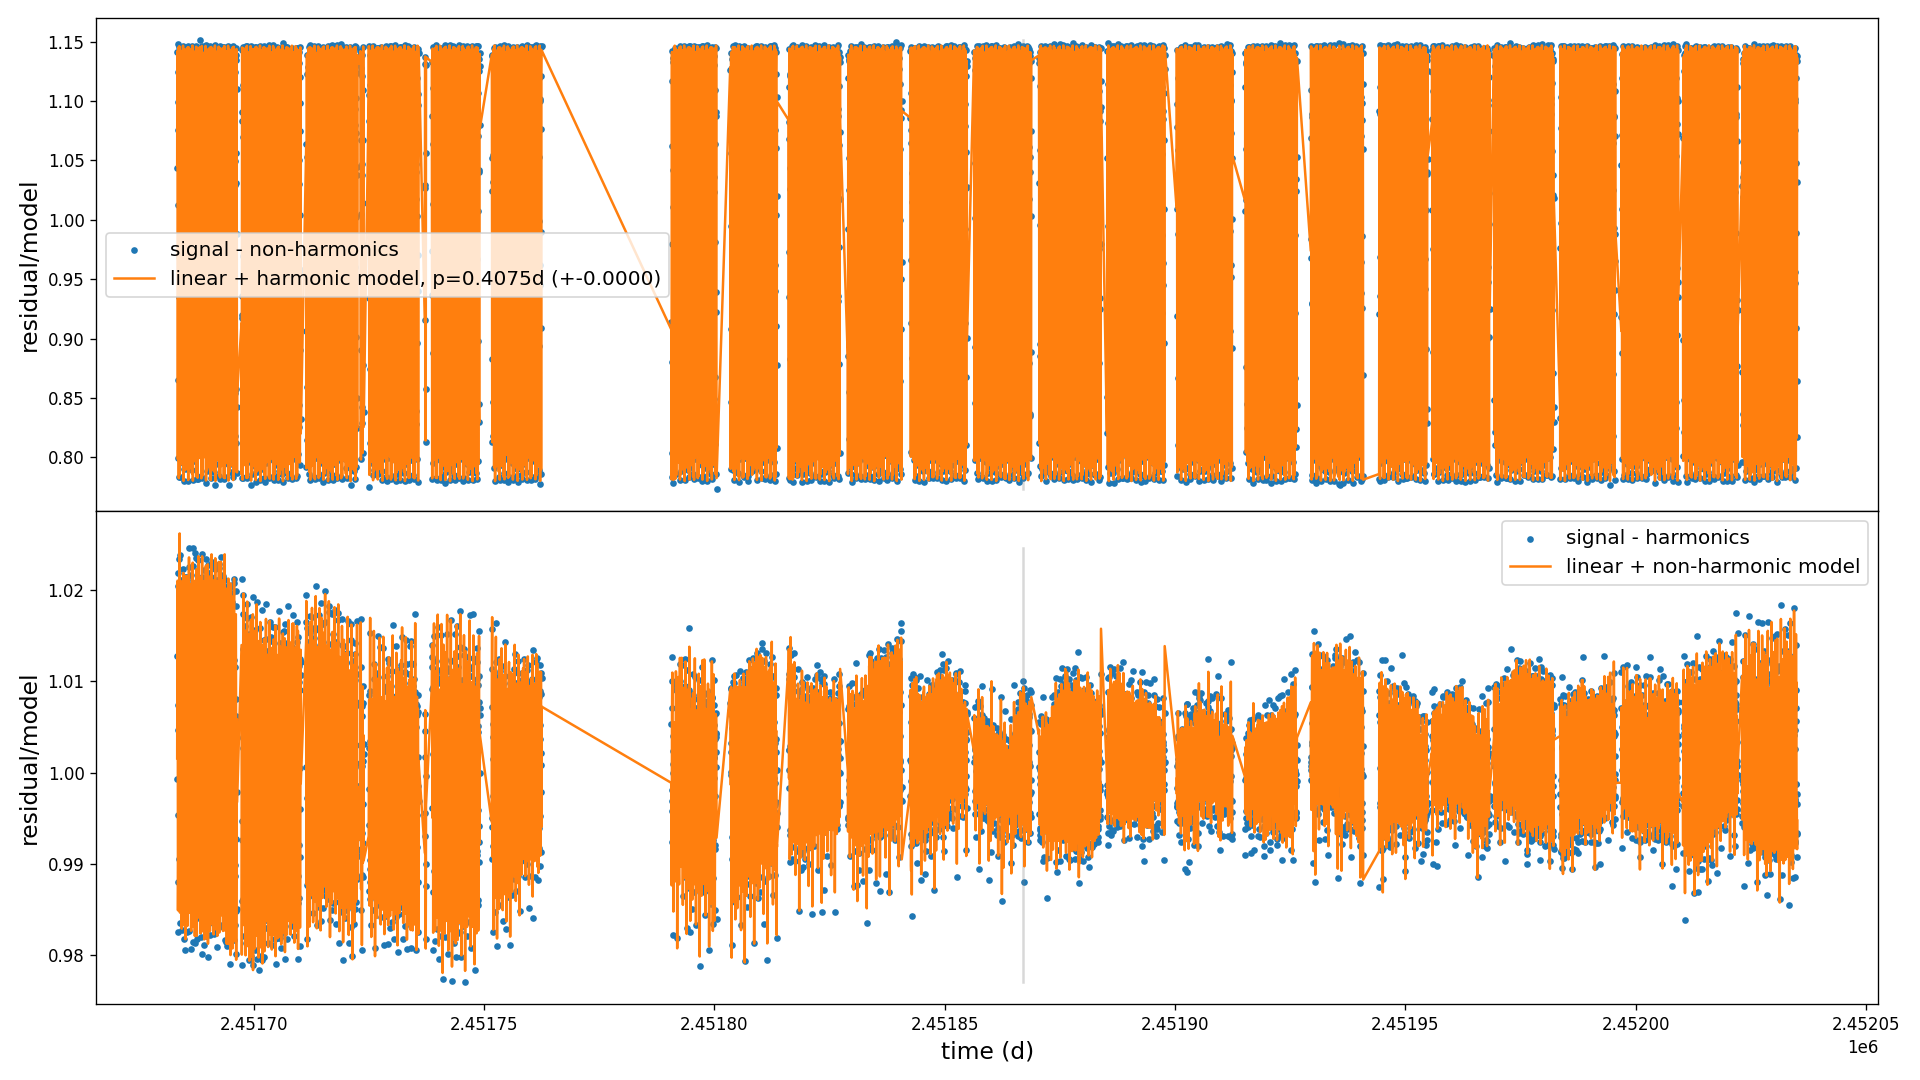 1.15
1.10
1.05
1.00
0.95
0.90
0.85
0.80
residual/model
signal - non-harmonics
linear + harmonic model, p=0.4075d (+-0.0000)
1.02
1.01
1.00
0.99
0.98
residual/model
signal - harmonics
linear + non-harmonic model
2.45170 2.45175 2.45180 2.45185 2.45190 2.45195 2.45200 2.45205
1e6
time (d)